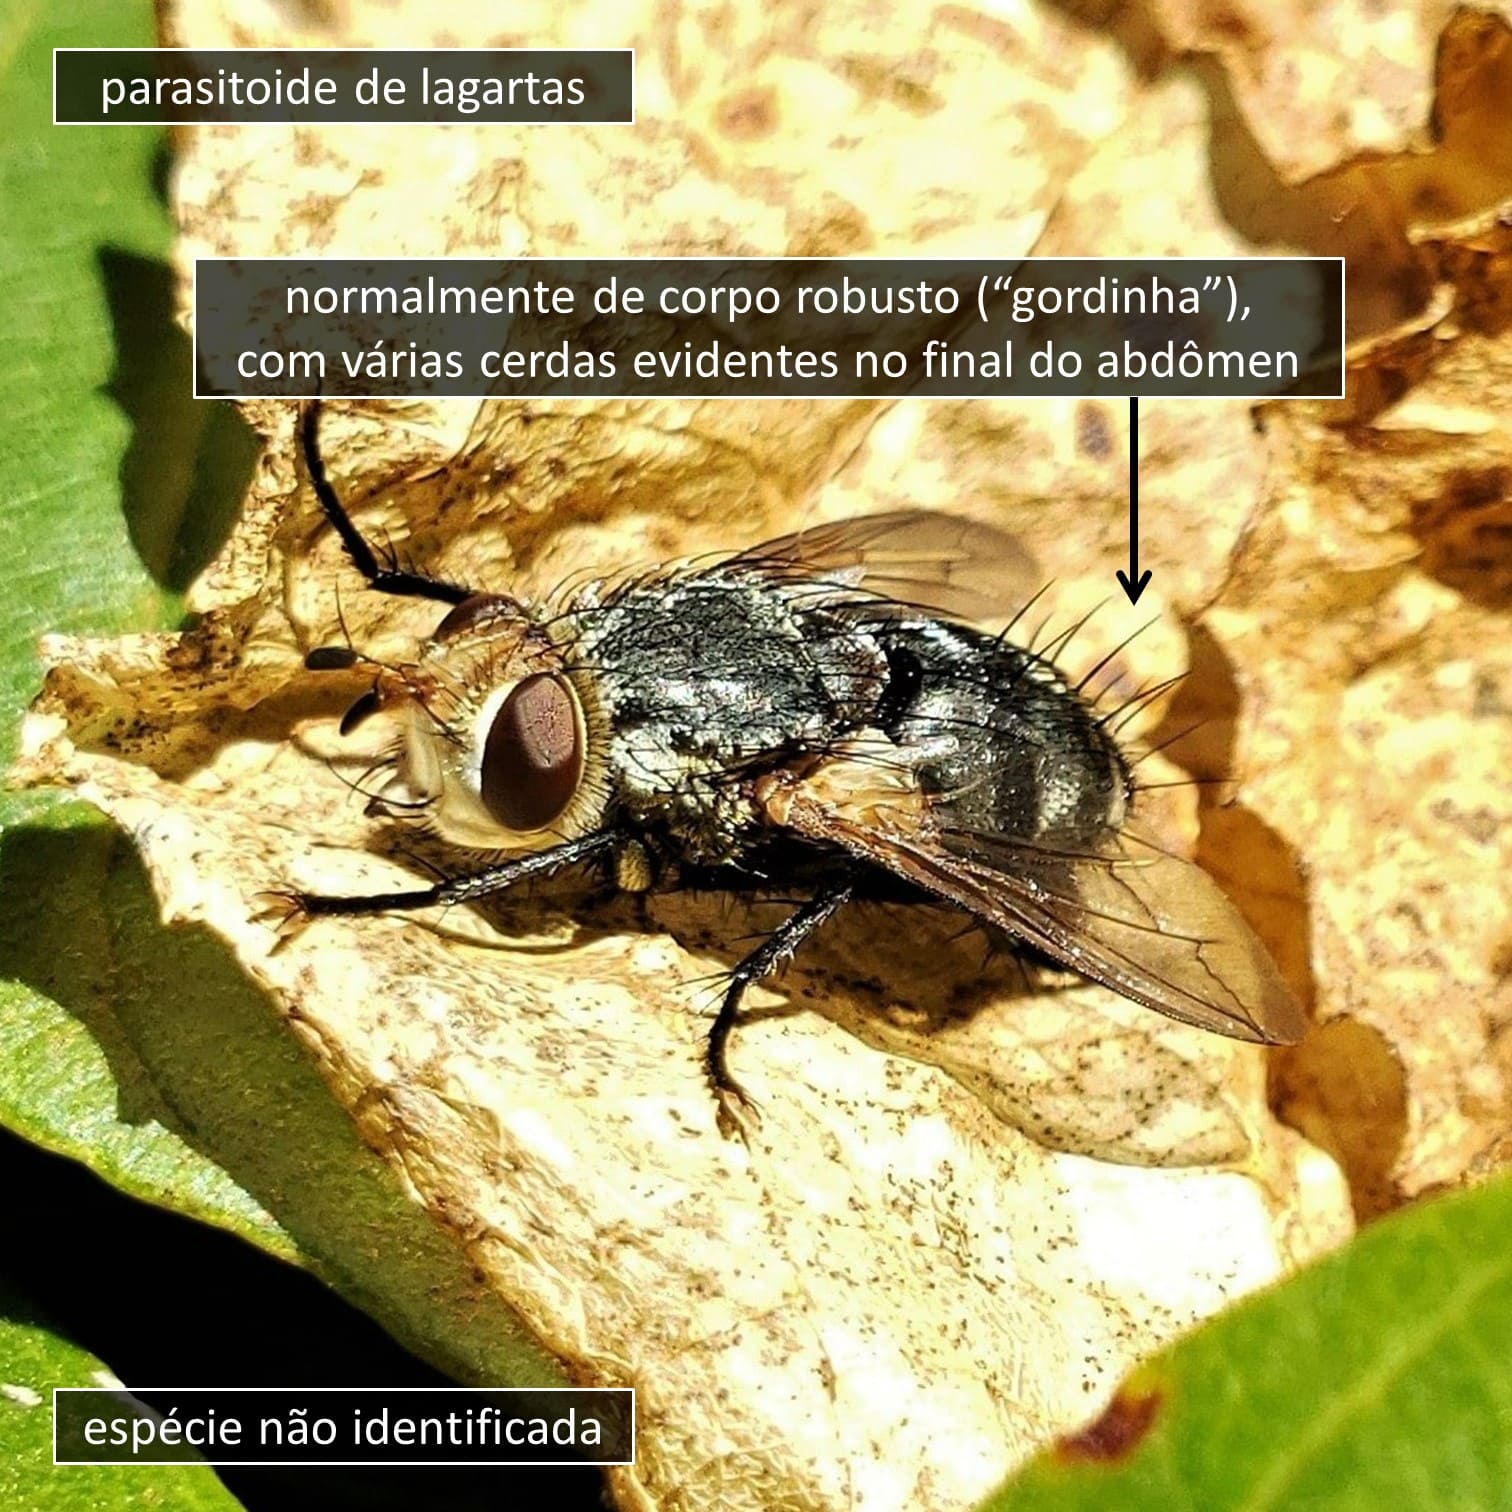 parasitoide de lagartas
normalmente de corpo robusto (“gordinha”),
com várias cerdas evidentes no final do abdômen
espécie não identificada